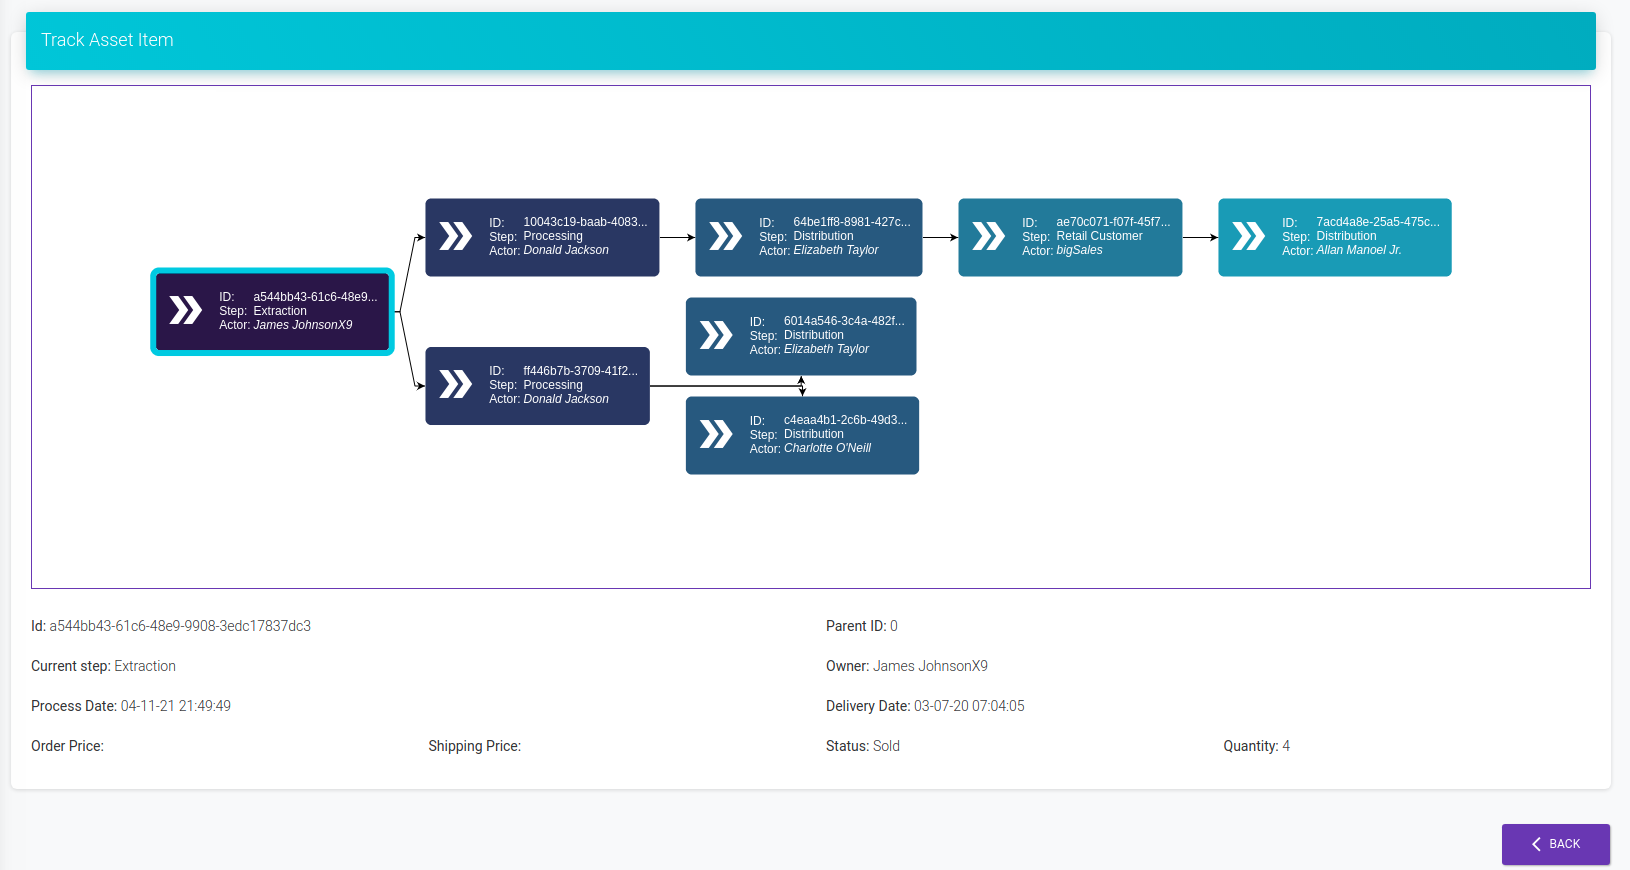 Track Asset Item
ID: 10043c19-baab-4083...
Step: Processing
Actor: Donald Jackson
ID: 64be1ff8-8981-427c...
Step: Distribution
Actor: Elizabeth Taylor
ID: ae70c071-f07f-45f7...
Step: Retail Customer
Actor: bigSales
ID: 7acd4a8e-25a5-475c...
Step: Distribution
Actor: Allan Manoel Jr.
ID: a544bb43-61c6-48e9...
Step: Extraction
Actor: James JohnsonX9
ID: 6014a546-3c4a-482f...
Step: Distribution
Actor: Elizabeth Taylor
ID: ff446b7b-3709-41f2...
Step: Processing
Actor: Donald Jackson
ID: c4eaa4b1-2c6b-49d3...
Step: Distribution
Actor: Charlotte O'Neill
Id: a544bb43-61c6-48e9-9908-3edc17837dc3
Parent ID: 0
Current step: Extraction
Owner: James JohnsonX9
Process Date: 04-11-21 21:49:49
Delivery Date: 03-07-20 07:04:05
Order Price:
Shipping Price:
Status: Sold
Quantity: 4
BACK